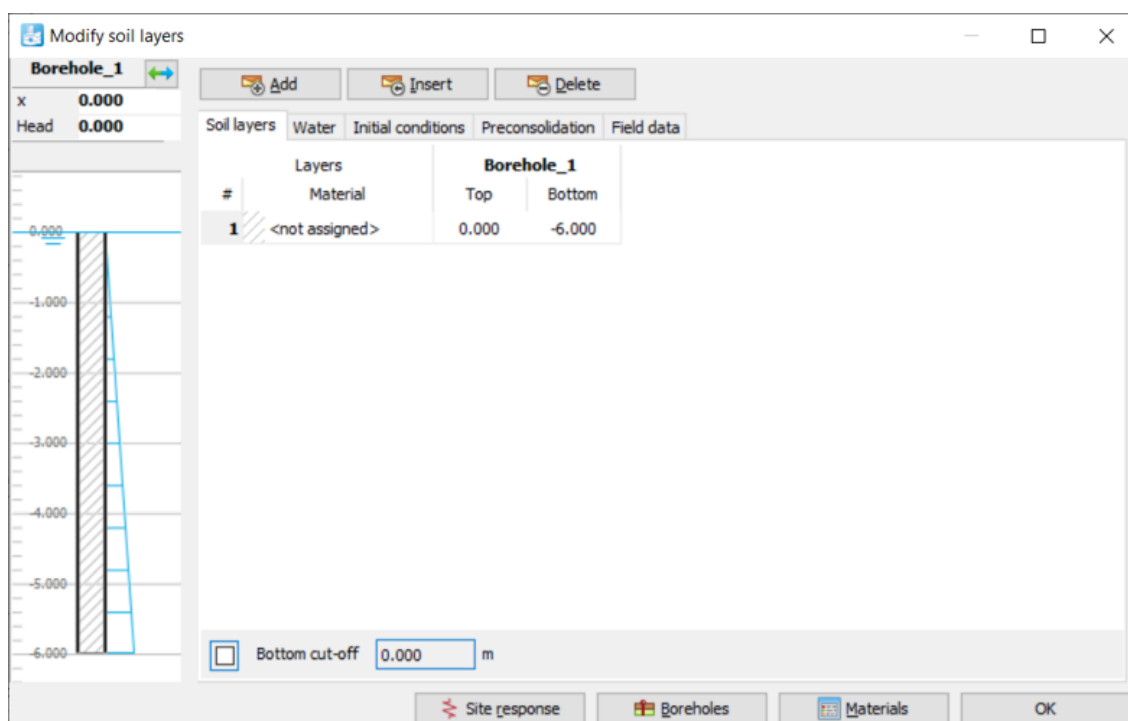 Modify soil layers
Borehole_1
x 0.000
Head 0.000
Add Insert Delete
Soil layers Water Initial conditions Preconsolidation Field data
Layers Borehole_1
# Material Top Bottom
1 <not assigned> 0.000 -6.000
0.000
-1.000
-2.000
-3.000
-4.000
-5.000
-6.000
Bottom cut-off 0.000 m
Site response Boreholes Materials OK